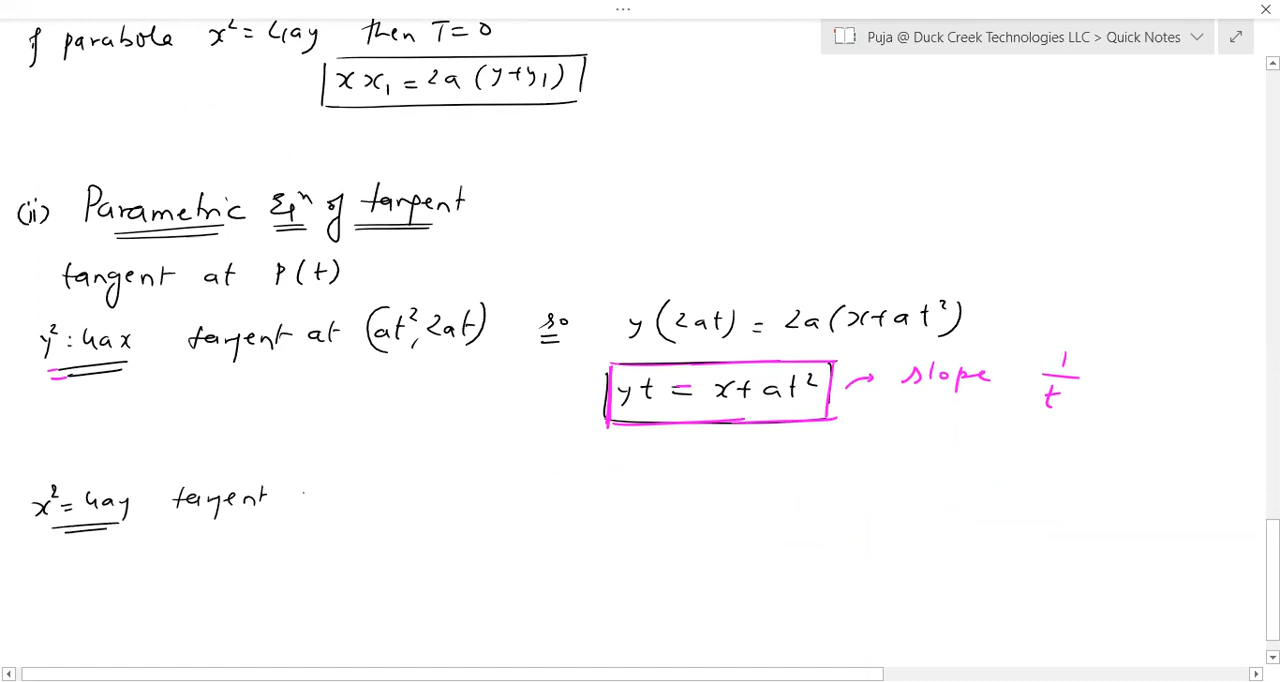 Puja @ Duck Creek Technologies LLC > Quick Notes
of parabola x² = 4ay then T = 0
xx₁ = 2a (y+y₁)
(ii) Parametric Eqⁿ of tangent
tangent at P(t)
y² = 4ax tangent at (at², 2at) so y(2at) = 2a(x+at²)
yt = x+at² → slope 1/t
x² = 4ay tangent